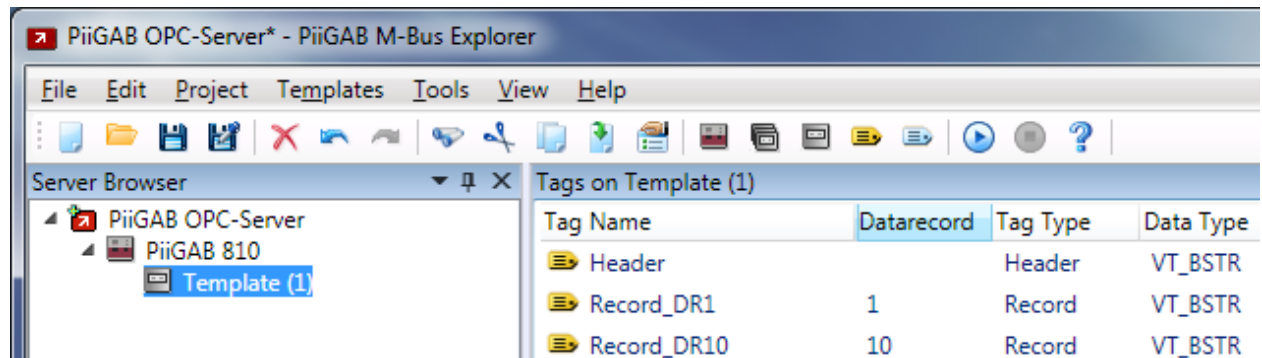 PiiGAB OPC-Server* - PiiGAB M-Bus Explorer
File Edit Project Templates Tools View Help
Server Browser
PiiGAB OPC-Server
PiiGAB 810
Template (1)
Tags on Template (1)
Tag Name Datarecord Tag Type Data Type
Header Header VT_BSTR
Record_DR1 1 Record VT_BSTR
Record_DR10 10 Record VT_BSTR